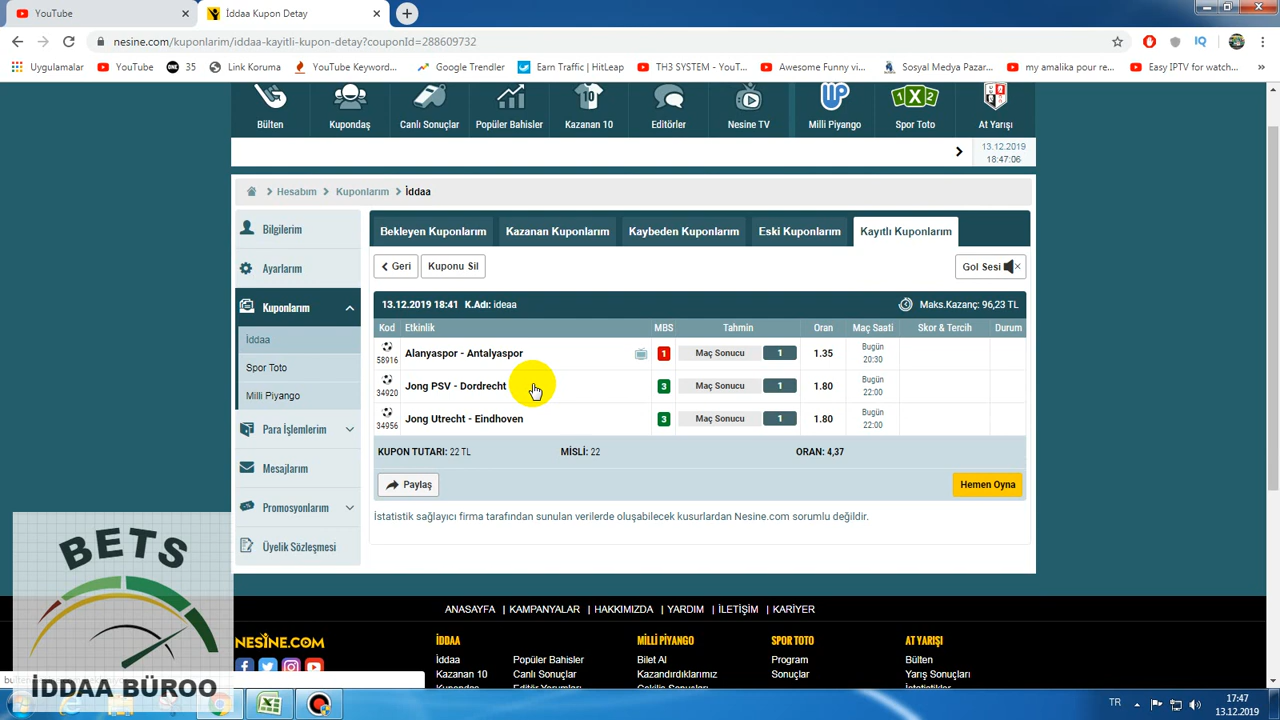 YouTube
İddaa Kupon Detay
nesine.com/kuponlarim/iddaa-kayitli-kupon-detay?couponId=288609732
Uygulamalar
YouTube
ONE 35
Link Koruma
YouTube Keyword...
Google Trendler
Earn Traffic | HitLeap
TH3 SYSTEM - YouT...
Awesome Funny vi...
Sosyal Medya Pazar...
my amalika pour re...
Easy IPTV for watch...
IQ
Bülten
Kupondaş
Canlı Sonuçlar
Popüler Bahisler
Kazanan 10
Editörler
Nesine TV
Milli Piyango
Spor Toto
At Yarışı
13.12.2019
18:47:06
Hesabım > Kuponlarım > İddaa
Bilgilerim
Ayarlarım
Kuponlarım
İddaa
Spor Toto
Milli Piyango
Para İşlemlerim
Mesajlarım
Promosyonlarım
Üyelik Sözleşmesi
Bekleyen Kuponlarım
Kazanan Kuponlarım
Kaybeden Kuponlarım
Eski Kuponlarım
Kayıtlı Kuponlarım
Geri
Kuponu Sil
Gol Sesi
13.12.2019 18:41 K.Adı: ideaa
Maks.Kazanç: 96,23 TL
Kod Etkinlik MBS Tahmin Oran Maç Saati Skor & Tercih Durum
58916 Alanyaspor - Antalyaspor 1 Maç Sonucu 1 1.35 Bugün 20:30
34920 Jong PSV - Dordrecht 3 Maç Sonucu 1 1.80 Bugün 22:00
34956 Jong Utrecht - Eindhoven 3 Maç Sonucu 1 1.80 Bugün 22:00
KUPON TUTARI: 22 TL MİSLİ: 22 ORAN: 4,37
Paylaş
Hemen Oyna
İstatistik sağlayıcı firma tarafından sunulan verilerde oluşabilecek kusurlardan Nesine.com sorumlu değildir.
ANASAYFA | KAMPANYALAR | HAKKIMIZDA | YARDIM | İLETİŞİM | KARİYER
NESINE.COM
İDDAA
İddaa
Kazanan 10
Popüler Bahisler
Canlı Sonuçlar
MİLLİ PİYANGO
Bilet Al
Kazandırdıklarımız
SPOR TOTO
Program
Sonuçlar
AT YARIŞI
Bülten
Yarış Sonuçları
BETS
İDDAA BÜROO
TR
17:47
13.12.2019